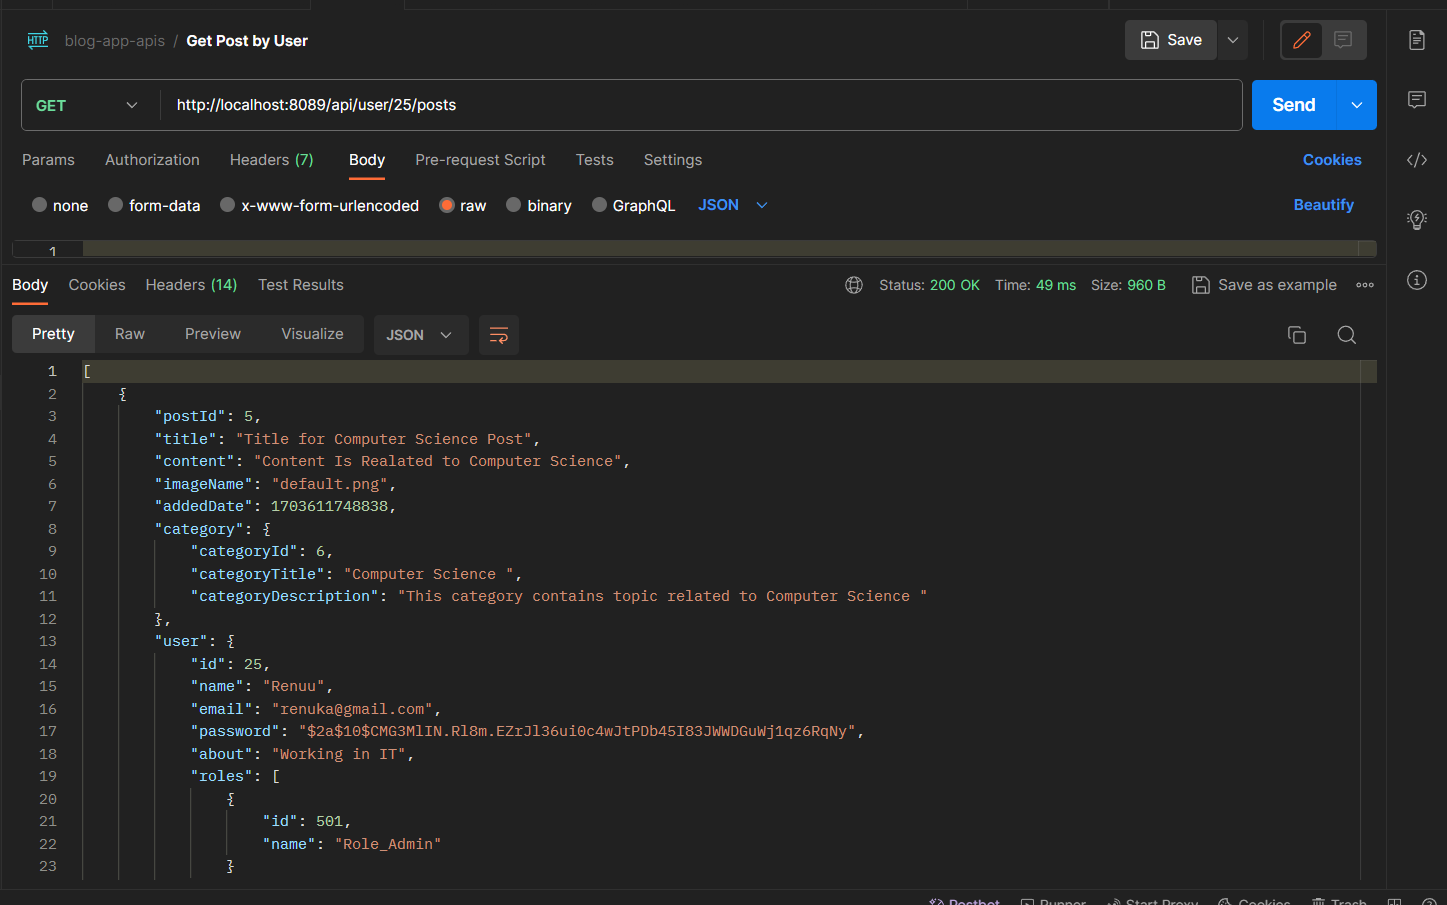 HTTP blog-app-apis / Get Post by User Save
GET http://localhost:8089/api/user/25/posts Send
Params Authorization Headers (7) Body Pre-request Script Tests Settings Cookies
none form-data x-www-form-urlencoded raw binary GraphQL JSON Beautify
1
Body Cookies Headers (14) Test Results Status: 200 OK Time: 49 ms Size: 960 B Save as example
Pretty Raw Preview Visualize JSON
1 [
2 {
3 "postId": 5,
4 "title": "Title for Computer Science Post",
5 "content": "Content Is Realated to Computer Science",
6 "imageName": "default.png",
7 "addedDate": 1703611748838,
8 "category": {
9 "categoryId": 6,
10 "categoryTitle": "Computer Science ",
11 "categoryDescription": "This category contains topic related to Computer Science "
12 },
13 "user": {
14 "id": 25,
15 "name": "Renuu",
16 "email": "renuka@gmail.com",
17 "password": "$2a$10$CMG3MlIN.Rl8m.EZrJl36ui0c4wJtPDb45I83JWWDGuWj1qz6RqNy",
18 "about": "Working in IT",
19 "roles": [
20 {
21 "id": 501,
22 "name": "Role_Admin"
23 }
Postbot Runner Start Proxy Cookies Trash